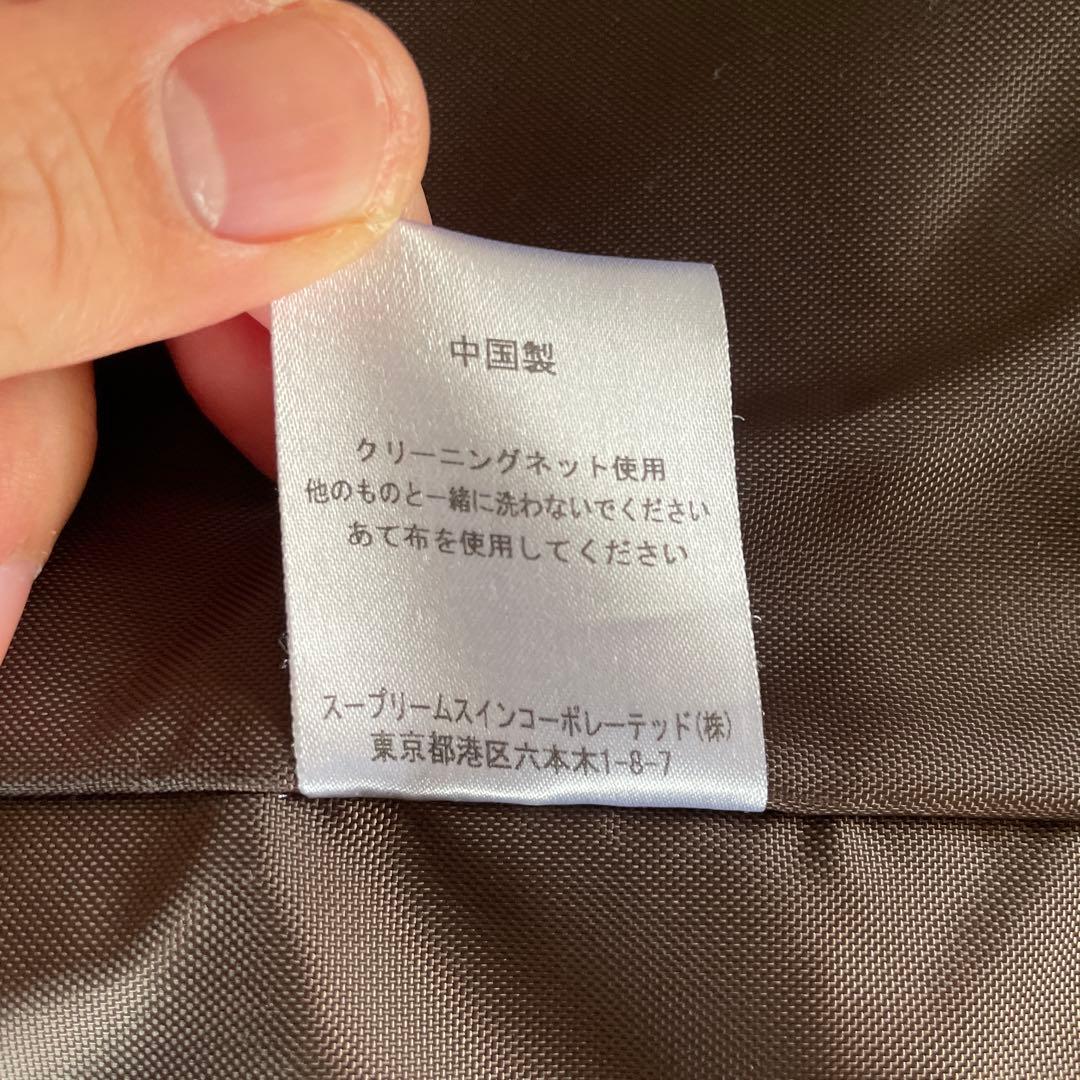 中国製
クリーニングネット使用
他のものと一緒に洗わないでください
あて布を使用してください
スープリームスインコーポレーテッド(株)
東京都港区六本木1-8-7